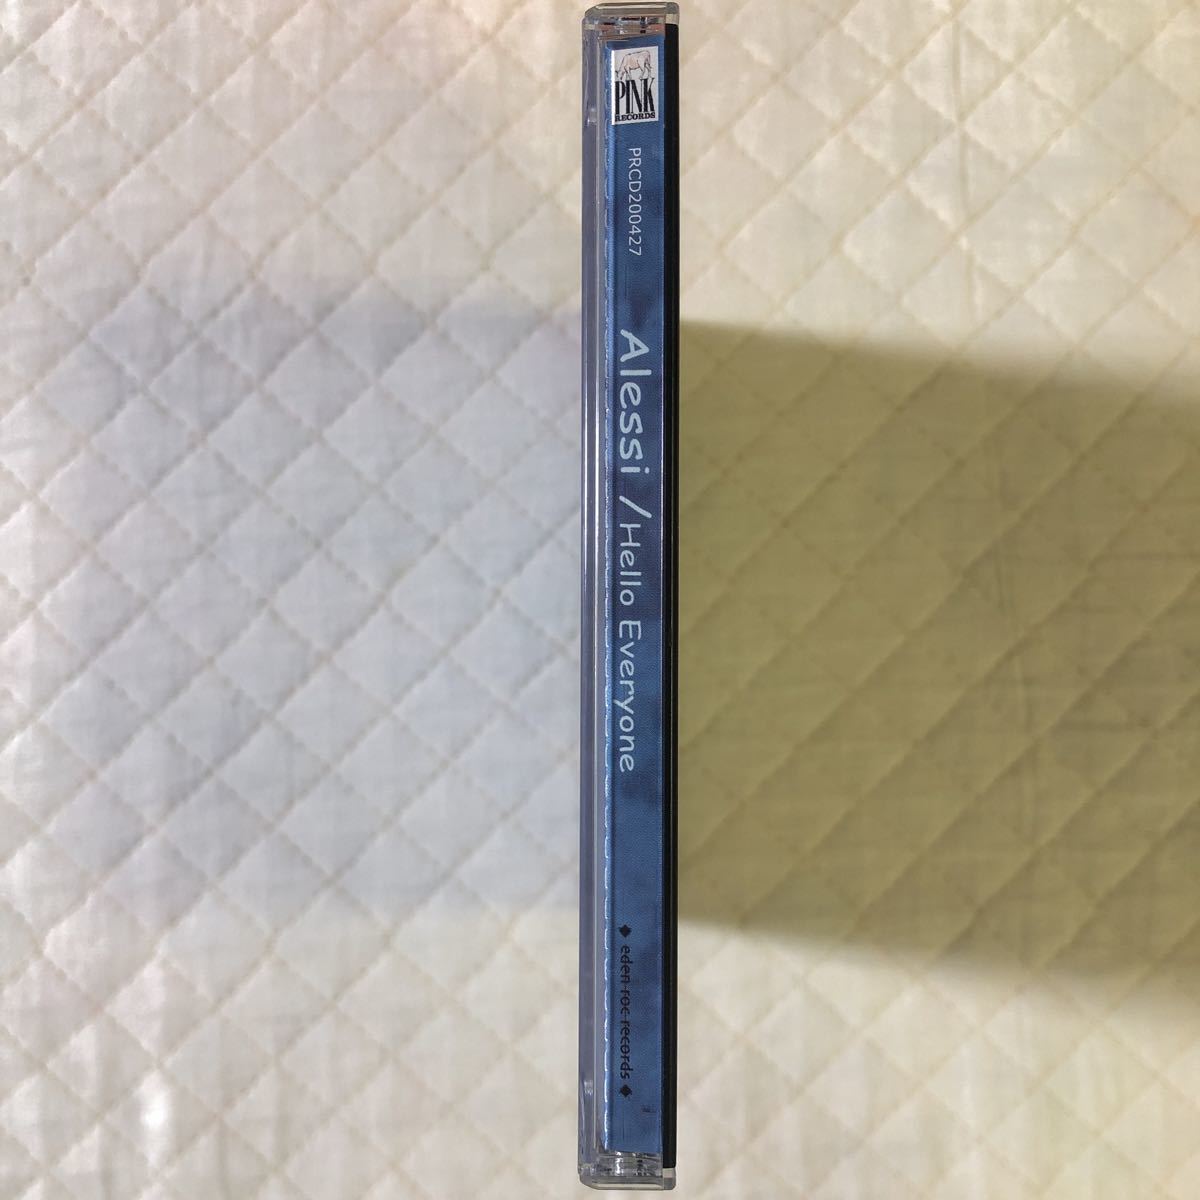 PINK
RECORDS
PRCD200427
Alessi / Hello Everyone
♠ eden roc records ♠